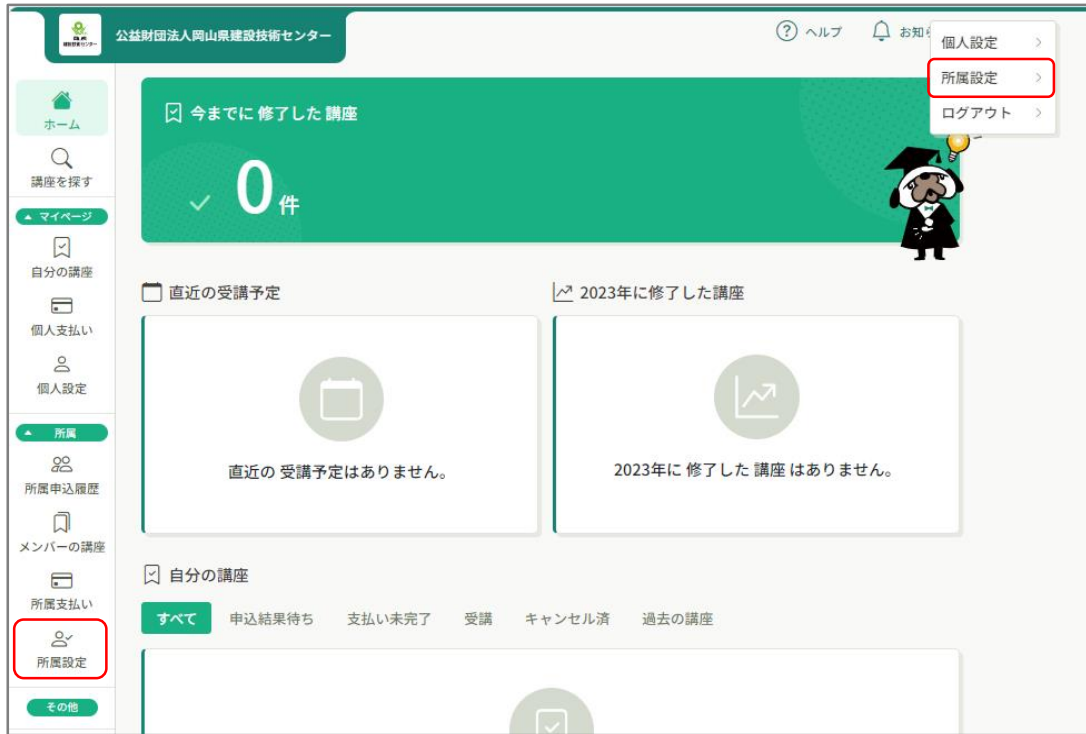 公益財団法人岡山県建設技術センター
ヘルプ
お知ら
個人設定
所属設定
ログアウト
ホーム
講座を探す
マイページ
自分の講座
個人支払い
個人設定
所属
所属申込履歴
メンバーの講座
所属支払い
所属設定
その他
今までに 修了した 講座
0件
直近の受講予定
直近の 受講予定はありません。
2023年に修了した講座
2023年に 修了した 講座 はありません。
自分の講座
すべて 申込結果待ち 支払い未完了 受講 キャンセル済 過去の講座